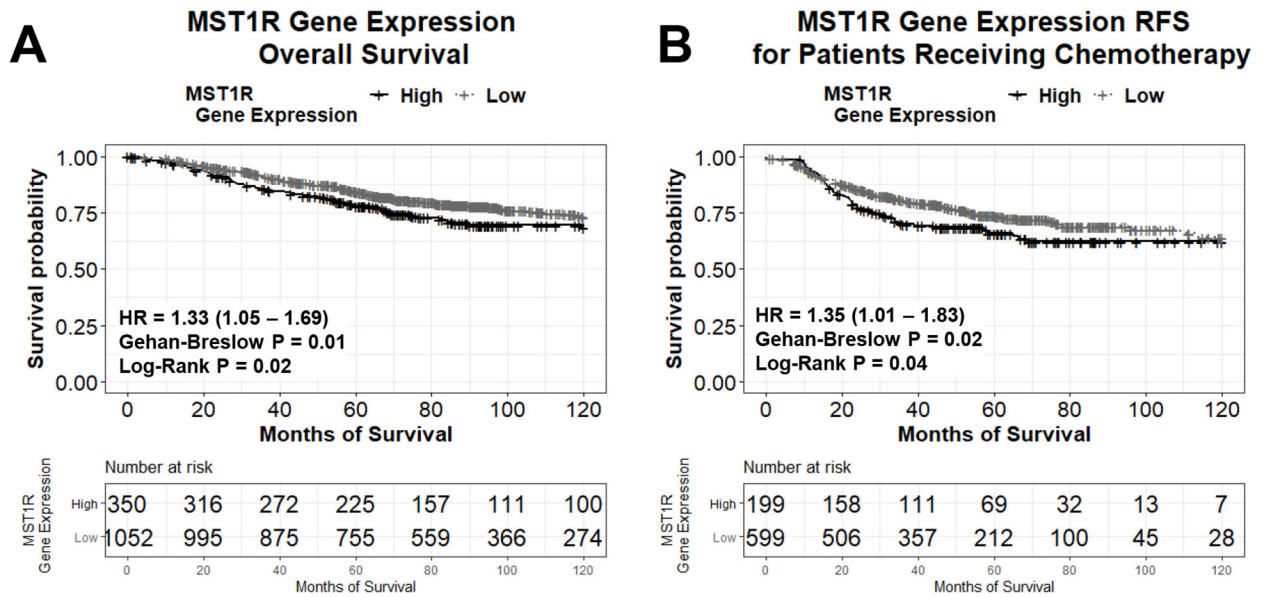 A
MST1R Gene Expression
Overall Survival
MST1R
Gene Expression
High Low
Survival probability
1.00
0.75
0.50
0.25
0.00
HR = 1.33 (1.05 – 1.69)
Gehan-Breslow P = 0.01
Log-Rank P = 0.02
0 20 40 60 80 100 120
Months of Survival
Number at risk
MST1R
Gene Expression
High 350 316 272 225 157 111 100
Low 1052 995 875 755 559 366 274
0 20 40 60 80 100 120
Months of Survival
B
MST1R Gene Expression RFS
for Patients Receiving Chemotherapy
MST1R
Gene Expression
High Low
Survival probability
1.00
0.75
0.50
0.25
0.00
HR = 1.35 (1.01 – 1.83)
Gehan-Breslow P = 0.02
Log-Rank P = 0.04
0 20 40 60 80 100 120
Months of Survival
Number at risk
MST1R
Gene Expression
High 199 158 111 69 32 13 7
Low 599 506 357 212 100 45 28
0 20 40 60 80 100 120
Months of Survival